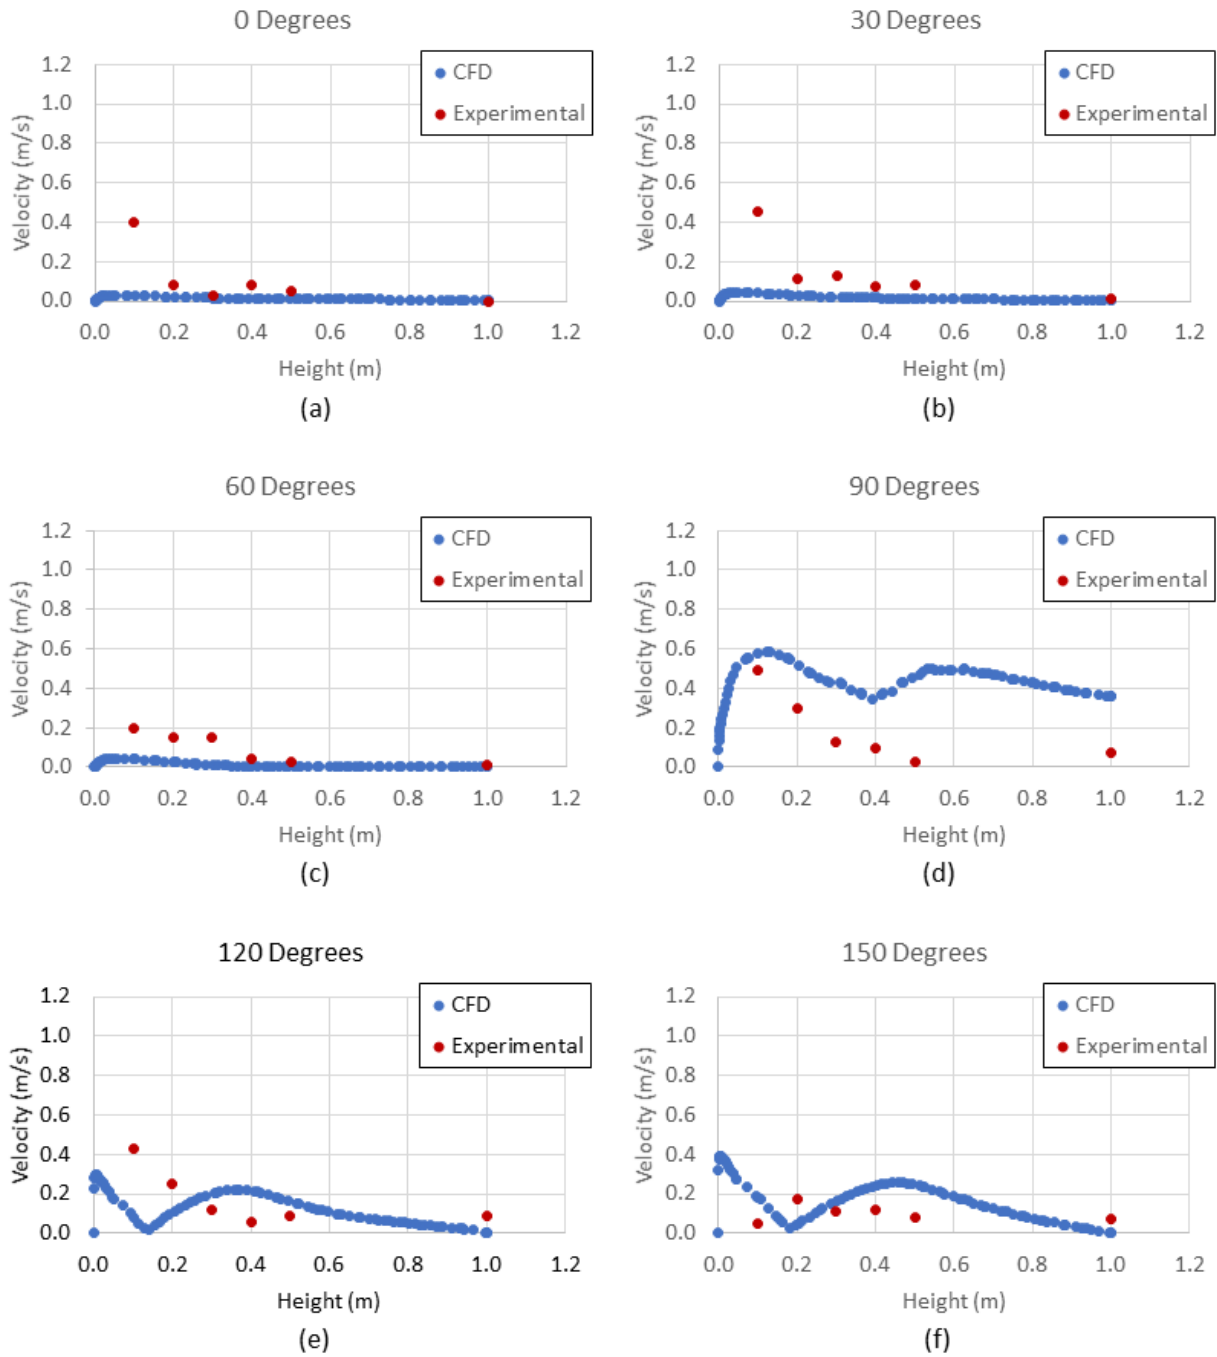 0 Degrees
1.2
1.0
0.8
0.6
0.4
0.2
0.0
Velocity (m/s)
CFD
Experimental
0.0 0.2 0.4 0.6 0.8 1.0 1.2
Height (m)
(a)
30 Degrees
1.2
1.0
0.8
0.6
0.4
0.2
0.0
Velocity (m/s)
CFD
Experimental
0.0 0.2 0.4 0.6 0.8 1.0 1.2
Height (m)
(b)
60 Degrees
1.2
1.0
0.8
0.6
0.4
0.2
0.0
Velocity (m/s)
CFD
Experimental
0.0 0.2 0.4 0.6 0.8 1.0 1.2
Height (m)
(c)
90 Degrees
1.2
1.0
0.8
0.6
0.4
0.2
0.0
Velocity (m/s)
CFD
Experimental
0.0 0.2 0.4 0.6 0.8 1.0 1.2
Height (m)
(d)
120 Degrees
1.2
1.0
0.8
0.6
0.4
0.2
0.0
Velocity (m/s)
CFD
Experimental
0.0 0.2 0.4 0.6 0.8 1.0 1.2
Height (m)
(e)
150 Degrees
1.2
1.0
0.8
0.6
0.4
0.2
0.0
Velocity (m/s)
CFD
Experimental
0.0 0.2 0.4 0.6 0.8 1.0 1.2
Height (m)
(f)